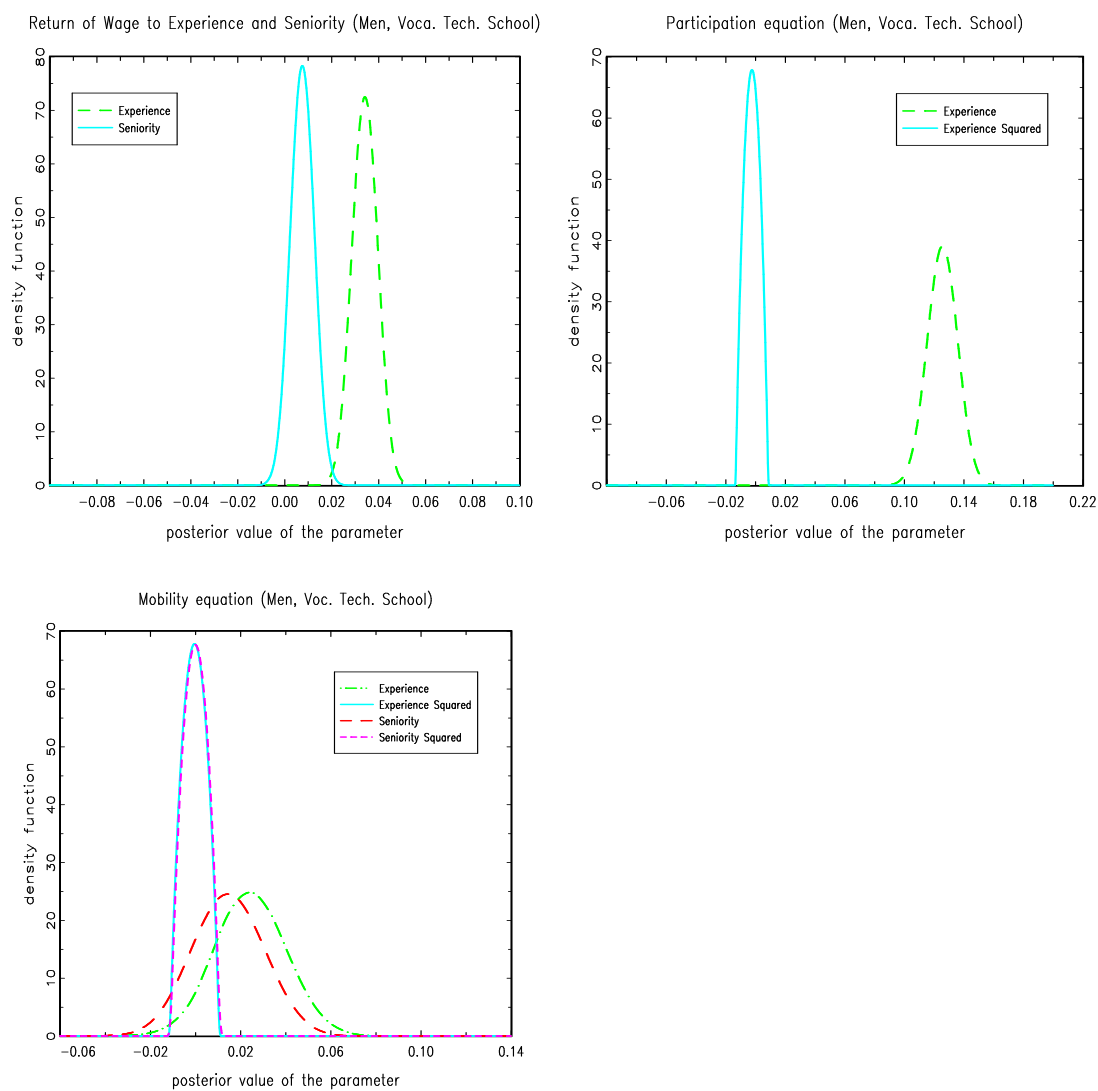 Return of Wage to Experience and Seniority (Men, Voca. Tech. School)
density function
80
70
60
50
40
30
20
10
0
Experience
Seniority
−0.08 −0.06 −0.04 −0.02 0.00 0.02 0.04 0.06 0.08 0.10
posterior value of the parameter
Participation equation (Men, Voca. Tech. School)
density function
70
60
50
40
30
20
10
0
Experience
Experience Squared
−0.06 −0.02 0.02 0.06 0.10 0.14 0.18 0.22
posterior value of the parameter
Mobility equation (Men, Voc. Tech. School)
density function
70
60
50
40
30
20
10
0
Experience
Experience Squared
Seniority
Seniority Squared
−0.06 −0.02 0.02 0.06 0.10 0.14
posterior value of the parameter